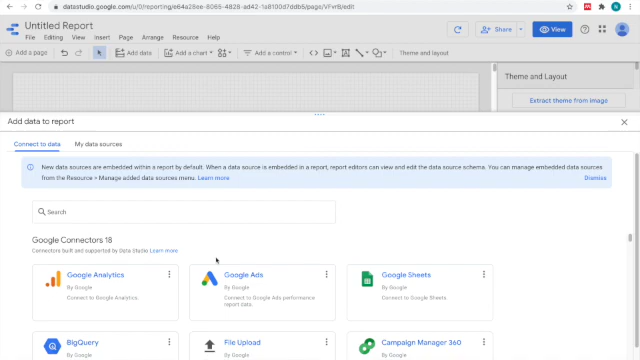 datastudio.google.com/u/0/reporting/e64a28ee-8065-4828-ad42-1a8100d7ddb5/page/VFwrB/edit
Untitled Report
File Edit View Insert Page Arrange Resource Help
Share
View
Add a page
Add data
Add a chart
Add a control
Theme and layout
Theme and Layout
Extract theme from image
Add data to report
Connect to data
My data sources
New data sources are embedded within a report by default. When a data source is embedded in a report, report editors can view and edit the data source schema. You can manage embedded data sources
from the Resource > Manage added data sources menu. Learn more
Dismiss
Search
Google Connectors 18
Connectors built and supported by Data Studio Learn more
Google Analytics
By Google
Connect to Google Analytics.
Google Ads
By Google
Connect to Google Ads performance
report data.
Google Sheets
By Google
Connect to Google Sheets.
BigQuery
By Google
File Upload
By Google
Campaign Manager 360
By Google